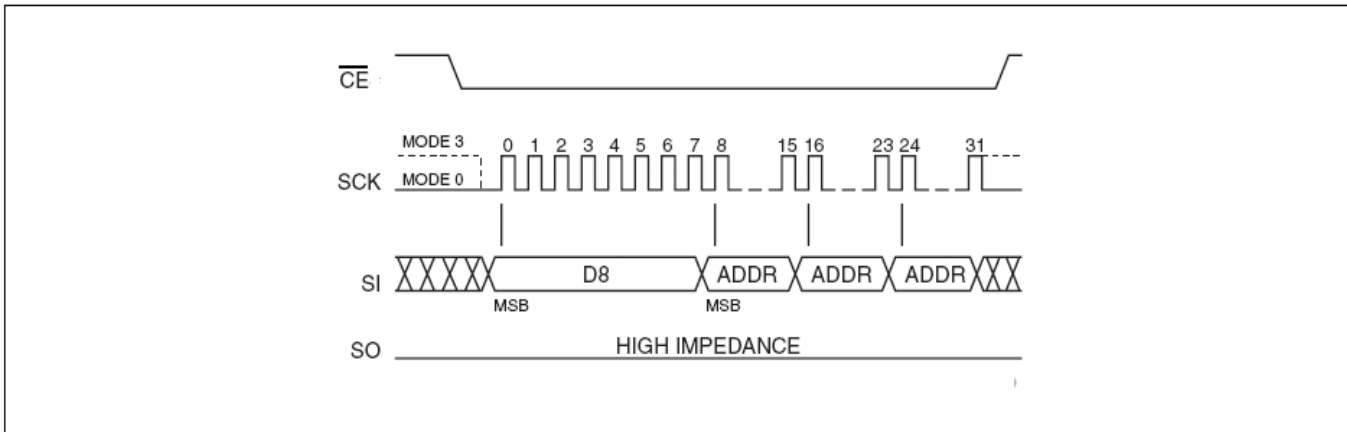 CE
MODE 3
0 1 2 3 4 5 6 7 8 15 16 23 24 31
SCK MODE 0
SI D8 ADDR ADDR ADDR
MSB MSB
SO HIGH IMPEDANCE